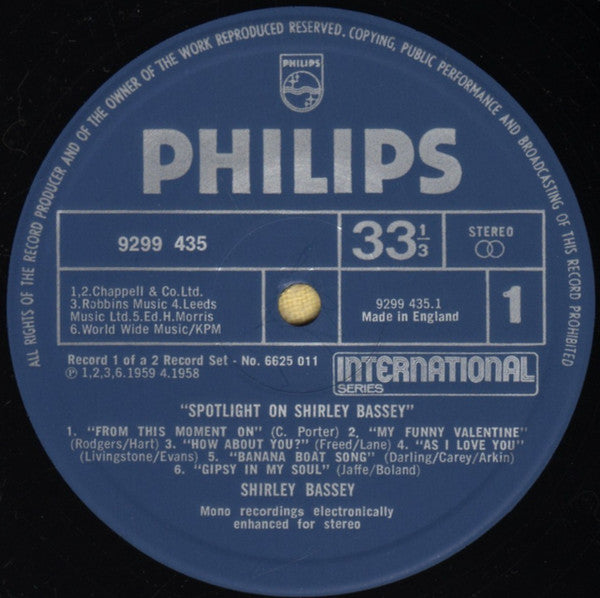 ALL RIGHTS OF THE RECORD PRODUCER AND OF THE OWNER OF THE WORK REPRODUCED RESERVED. COPYING, PUBLIC PERFORMANCE AND BROADCASTING OF THIS RECORD PROHIBITED
PHILIPS
PHILIPS
9299 435
33 1/3
STEREO
1,2.Chappell & Co.Ltd.
3.Robbins Music 4.Leeds
Music Ltd.5.Ed.H.Morris
6.World Wide Music/KPM
9299 435.1
Made in England
1
Record 1 of a 2 Record Set - No. 6625 011
℗ 1,2,3,6.1959 4.1958
INTERNATIONAL
SERIES
"SPOTLIGHT ON SHIRLEY BASSEY"
1. "FROM THIS MOMENT ON" (C. Porter) 2. "MY FUNNY VALENTINE"
(Rodgers/Hart) 3. "HOW ABOUT YOU?" (Freed/Lane) 4. "AS I LOVE YOU"
(Livingstone/Evans) 5. "BANANA BOAT SONG" (Darling/Carey/Arkin)
6. "GIPSY IN MY SOUL" (Jaffe/Boland)
SHIRLEY BASSEY
Mono recordings electronically
enhanced for stereo